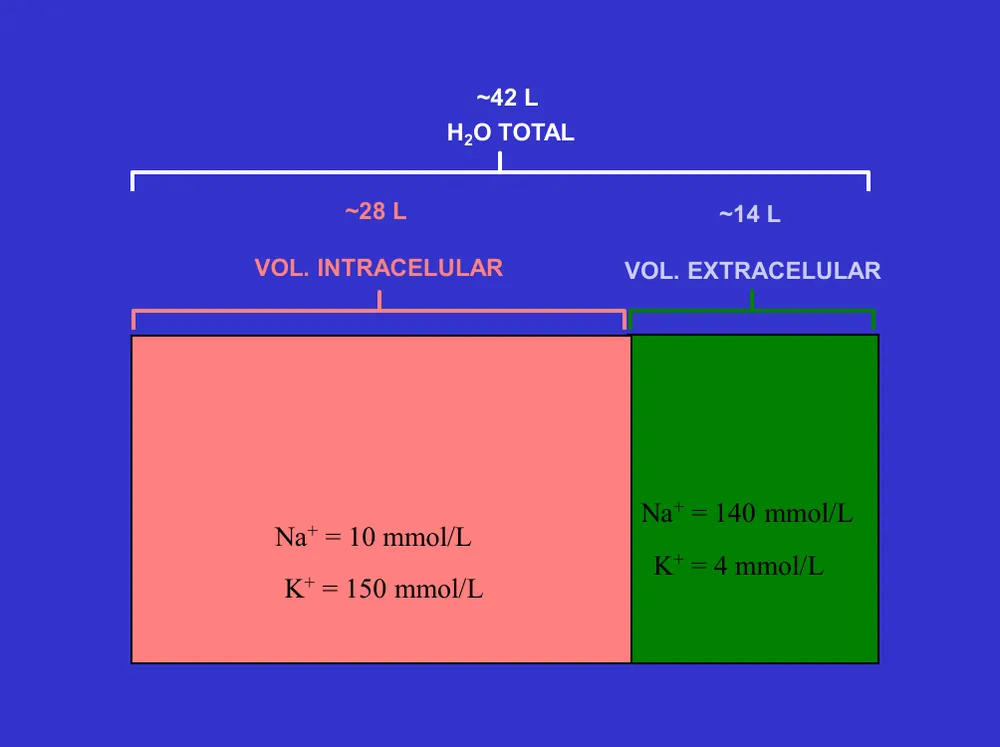 ~42 L
H₂O TOTAL
~28 L
~14 L
VOL. INTRACELULAR
VOL. EXTRACELULAR
Na⁺ = 10 mmol/L
K⁺ = 150 mmol/L
Na⁺ = 140 mmol/L
K⁺ = 4 mmol/L